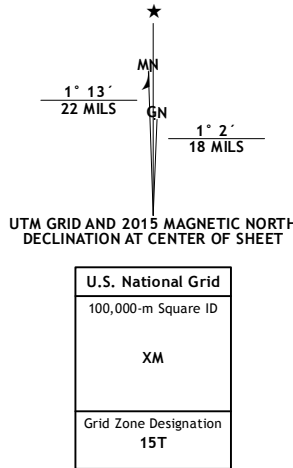 MN
1° 13´
22 MILS
GN
1° 2´
18 MILS
UTM GRID AND 2015 MAGNETIC NORTH
DECLINATION AT CENTER OF SHEET
U.S. National Grid
100,000-m Square ID
XM
Grid Zone Designation
15T